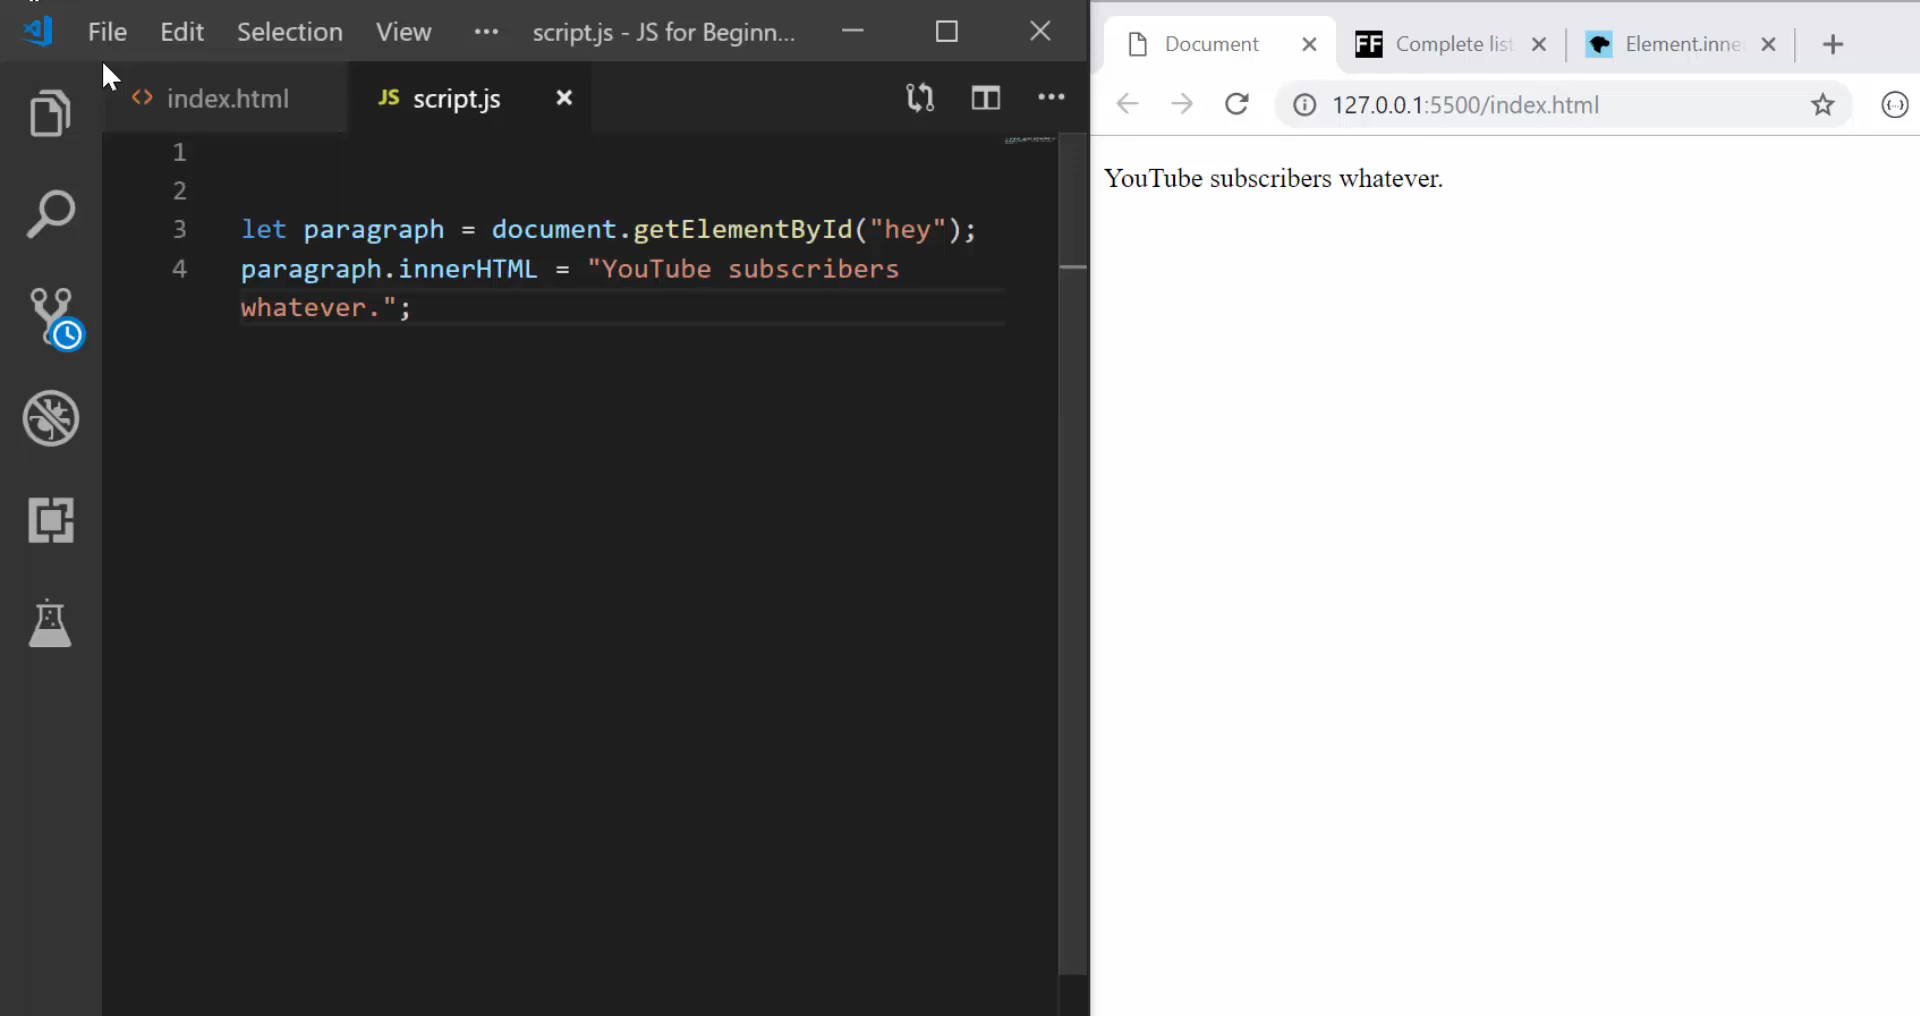 File Edit Selection View ... script.js - JS for Beginn...
index.html JS script.js
1
2
3 let paragraph = document.getElementById("hey");
4 paragraph.innerHTML = "YouTube subscribers
whatever.";
Document FF Complete lis Element.inne
127.0.0.1:5500/index.html
YouTube subscribers whatever.